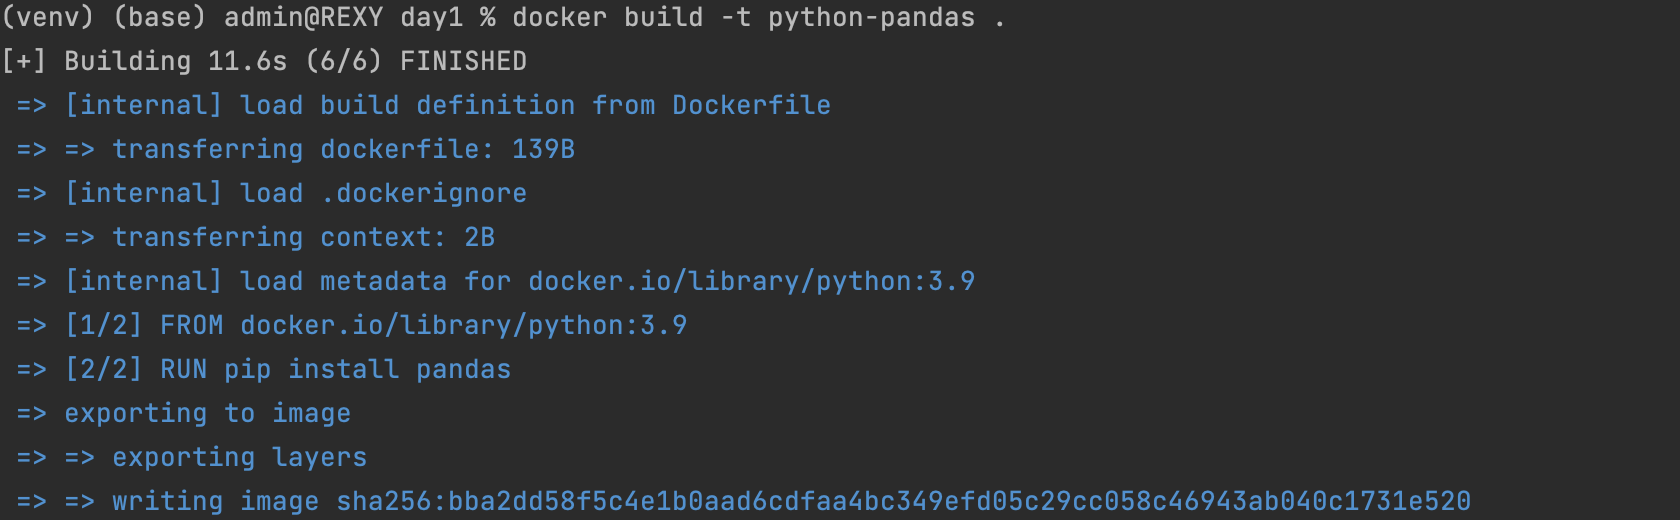 (venv) (base) admin@REXY day1 % docker build -t python-pandas .
[+] Building 11.6s (6/6) FINISHED
=> [internal] load build definition from Dockerfile
=> => transferring dockerfile: 139B
=> [internal] load .dockerignore
=> => transferring context: 2B
=> [internal] load metadata for docker.io/library/python:3.9
=> [1/2] FROM docker.io/library/python:3.9
=> [2/2] RUN pip install pandas
=> exporting to image
=> => exporting layers
=> => writing image sha256:bba2dd58f5c4e1b0aad6cdfaa4bc349efd05c29cc058c46943ab040c1731e520